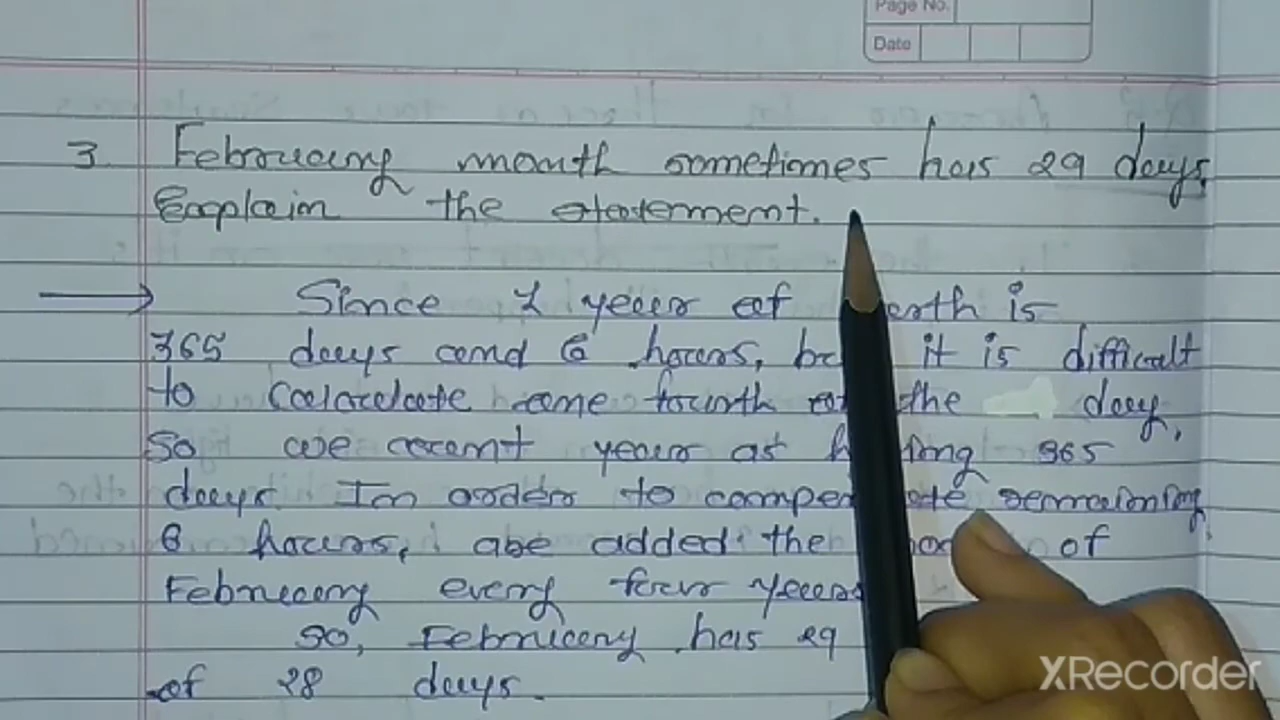 Page No.
Date
3. February month sometimes has 29 days.
Explain the statement.
Since 1 year of earth is
365 days and 6 hours, but it is difficult
to calculate one fourth of the day,
So we count year as having 365
days. In order to compensate remaining
6 hours, are added the of
February every four years
So, February has 29
of 28 days.
XRecorder